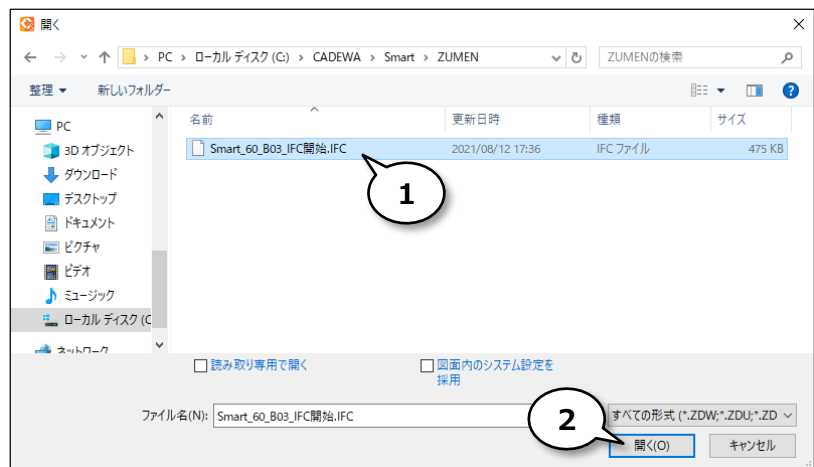 開く
PC > ローカル ディスク (C:) > CADEWA > Smart > ZUMEN
ZUMENの検索
整理 新しいフォルダー
名前 更新日時 種類 サイズ
Smart_60_B03_IFC開始.IFC 2021/08/12 17:36 IFC ファイル 475 KB
PC
3D オブジェクト
ダウンロード
デスクトップ
ドキュメント
ピクチャ
ビデオ
ミュージック
ローカル ディスク (C
ネットワーク
1
読み取り専用で開く
図面内のシステム設定を
採用
ファイル名(N): Smart_60_B03_IFC開始.IFC
すべての形式 (*.ZDW;*.ZDU;*.ZD
2
開く(O) キャンセル